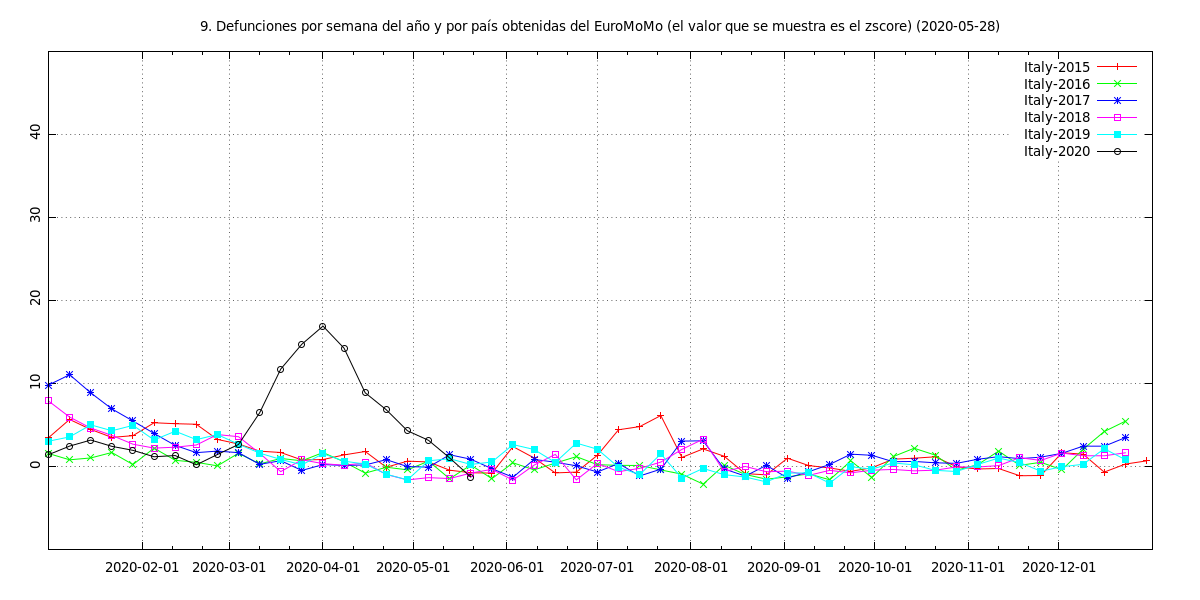 9. Defunciones por semana del año y por país obtenidas del EuroMoMo (el valor que se muestra es el zscore) (2020-05-28)
Italy-2015
Italy-2016
Italy-2017
Italy-2018
Italy-2019
Italy-2020
40
30
20
10
0
2020-02-01 2020-03-01 2020-04-01 2020-05-01 2020-06-01 2020-07-01 2020-08-01 2020-09-01 2020-10-01 2020-11-01 2020-12-01